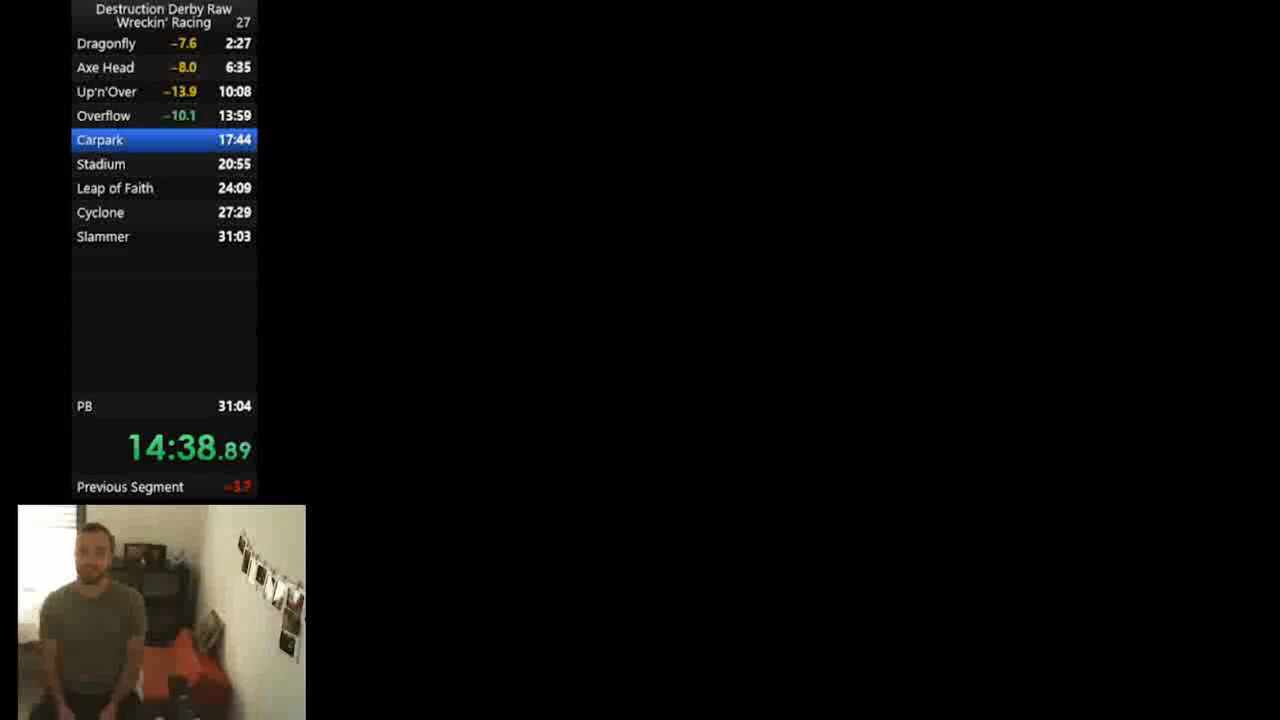 Destruction Derby Raw
Wreckin' Racing 27
Dragonfly −7.6 2:27
Axe Head −8.0 6:35
Up'n'Over −13.9 10:08
Overflow −10.1 13:59
Carpark 17:44
Stadium 20:55
Leap of Faith 24:09
Cyclone 27:29
Slammer 31:03
PB 31:04
14:38.89
Previous Segment